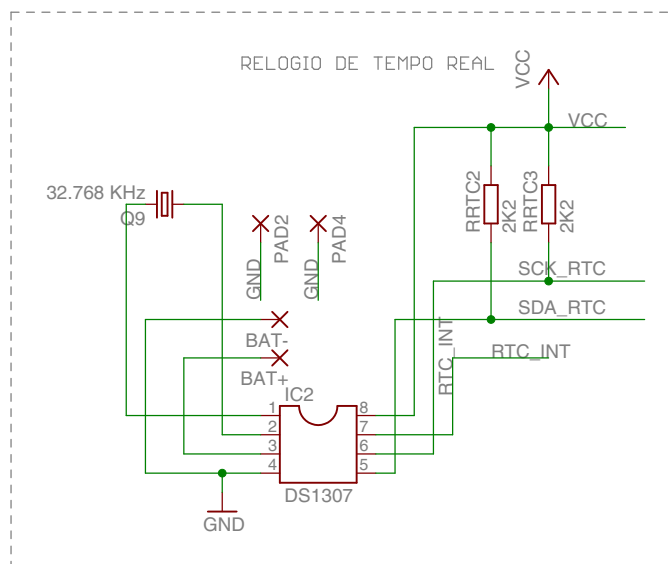 RELOGIO DE TEMPO REAL
VCC
VCC
32.768 KHz
Q9
RRTC2
2K2
RRTC3
2K2
PAD2
GND
PAD4
GND
SCK_RTC
SDA_RTC
BAT-
RTC_INT
RTC_INT
BAT+
IC2
1
8
2
7
3
6
4
5
DS1307
GND